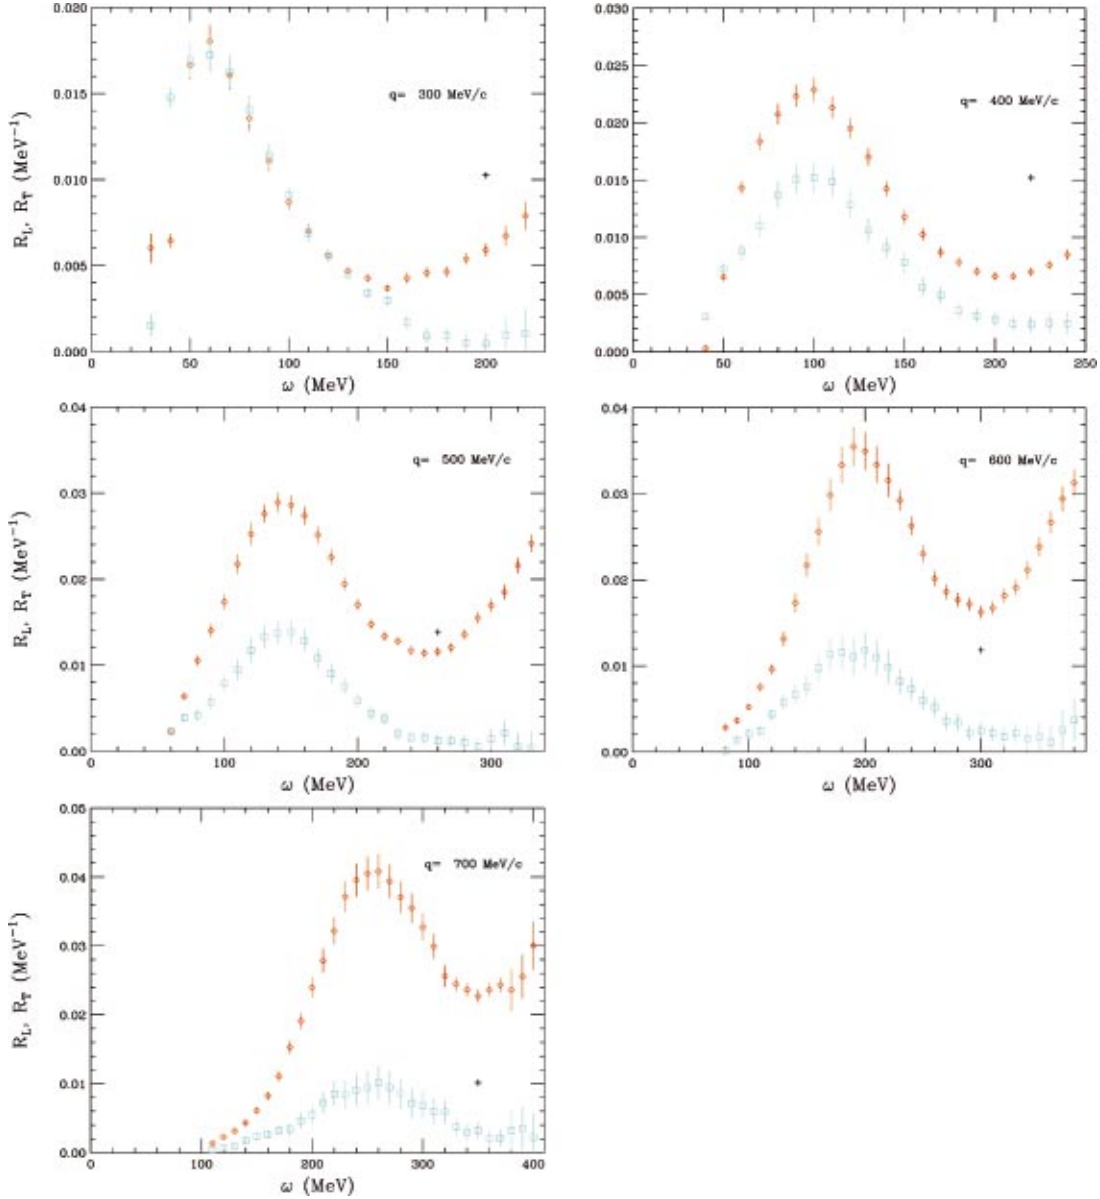 0.020
0.015
0.010
0.005
0.000
R_L, R_T (MeV⁻¹)
q= 300 MeV/c
0 100 200
ω (MeV)
0.030
0.025
0.020
0.015
0.010
0.005
0.000
q= 400 MeV/c
0 50 100 150 200 250
ω (MeV)
0.04
0.03
0.02
0.01
0.00
R_L, R_T (MeV⁻¹)
q= 500 MeV/c
0 100 200 300
ω (MeV)
0.04
0.03
0.02
0.01
0.00
q= 600 MeV/c
0 100 200 300
ω (MeV)
0.05
0.04
0.03
0.02
0.01
0.00
R_L, R_T (MeV⁻¹)
q= 700 MeV/c
0 100 200 300 400
ω (MeV)